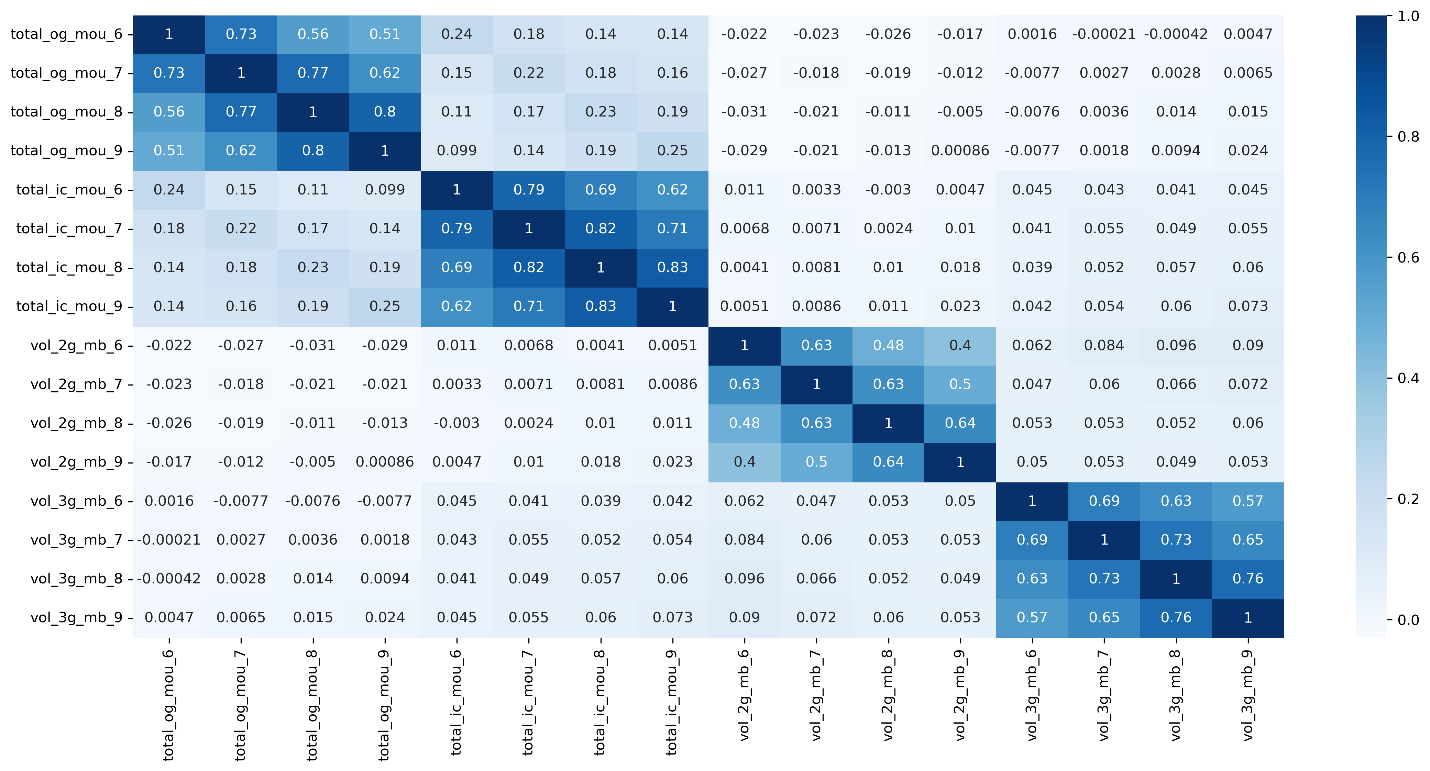 total_og_mou_6 1 0.73 0.56 0.51 0.24 0.18 0.14 0.14 -0.022 -0.023 -0.026 -0.017 0.0016 -0.00021 -0.00042 0.0047 1.0
total_og_mou_7 0.73 1 0.77 0.62 0.15 0.22 0.18 0.16 -0.027 -0.018 -0.019 -0.012 -0.0077 0.0027 0.0028 0.0065
total_og_mou_8 0.56 0.77 1 0.8 0.11 0.17 0.23 0.19 -0.031 -0.021 -0.011 -0.005 -0.0076 0.0036 0.014 0.015
0.8
total_og_mou_9 0.51 0.62 0.8 1 0.099 0.14 0.19 0.25 -0.029 -0.021 -0.013 0.00086 -0.0077 0.0018 0.0094 0.024
total_ic_mou_6 0.24 0.15 0.11 0.099 1 0.79 0.69 0.62 0.011 0.0033 -0.003 0.0047 0.045 0.043 0.041 0.045
total_ic_mou_7 0.18 0.22 0.17 0.14 0.79 1 0.82 0.71 0.0068 0.0071 0.0024 0.01 0.041 0.055 0.049 0.055
0.6
total_ic_mou_8 0.14 0.18 0.23 0.19 0.69 0.82 1 0.83 0.0041 0.0081 0.01 0.018 0.039 0.052 0.057 0.06
total_ic_mou_9 0.14 0.16 0.19 0.25 0.62 0.71 0.83 1 0.0051 0.0086 0.011 0.023 0.042 0.054 0.06 0.073
vol_2g_mb_6 -0.022 -0.027 -0.031 -0.029 0.011 0.0068 0.0041 0.0051 1 0.63 0.48 0.4 0.062 0.084 0.096 0.09
vol_2g_mb_7 -0.023 -0.018 -0.021 -0.021 0.0033 0.0071 0.0081 0.0086 0.63 1 0.63 0.5 0.047 0.06 0.066 0.072
0.4
vol_2g_mb_8 -0.026 -0.019 -0.011 -0.013 -0.003 0.0024 0.01 0.011 0.48 0.63 1 0.64 0.053 0.053 0.052 0.06
vol_2g_mb_9 -0.017 -0.012 -0.005 0.00086 0.0047 0.01 0.018 0.023 0.4 0.5 0.64 1 0.05 0.053 0.049 0.053
vol_3g_mb_6 0.0016 -0.0077 -0.0076 -0.0077 0.045 0.041 0.039 0.042 0.062 0.047 0.053 0.05 1 0.69 0.63 0.57
0.2
vol_3g_mb_7 -0.00021 0.0027 0.0036 0.0018 0.043 0.055 0.052 0.054 0.084 0.06 0.053 0.053 0.69 1 0.73 0.65
vol_3g_mb_8 -0.00042 0.0028 0.014 0.0094 0.041 0.049 0.057 0.06 0.096 0.066 0.052 0.049 0.63 0.73 1 0.76
vol_3g_mb_9 0.0047 0.0065 0.015 0.024 0.045 0.055 0.06 0.073 0.09 0.072 0.06 0.053 0.57 0.65 0.76 1
0.0
total_og_mou_6
total_og_mou_7
total_og_mou_8
total_og_mou_9
total_ic_mou_6
total_ic_mou_7
total_ic_mou_8
total_ic_mou_9
vol_2g_mb_6
vol_2g_mb_7
vol_2g_mb_8
vol_2g_mb_9
vol_3g_mb_6
vol_3g_mb_7
vol_3g_mb_8
vol_3g_mb_9